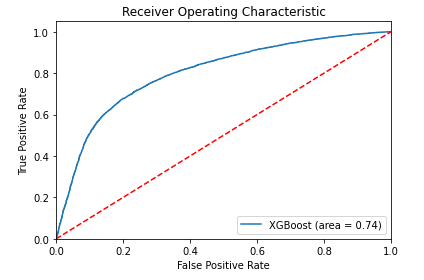 Receiver Operating Characteristic
1.0
0.8
0.6
0.4
0.2
0.0
True Positive Rate
XGBoost (area = 0.74)
0.0 0.2 0.4 0.6 0.8 1.0
False Positive Rate